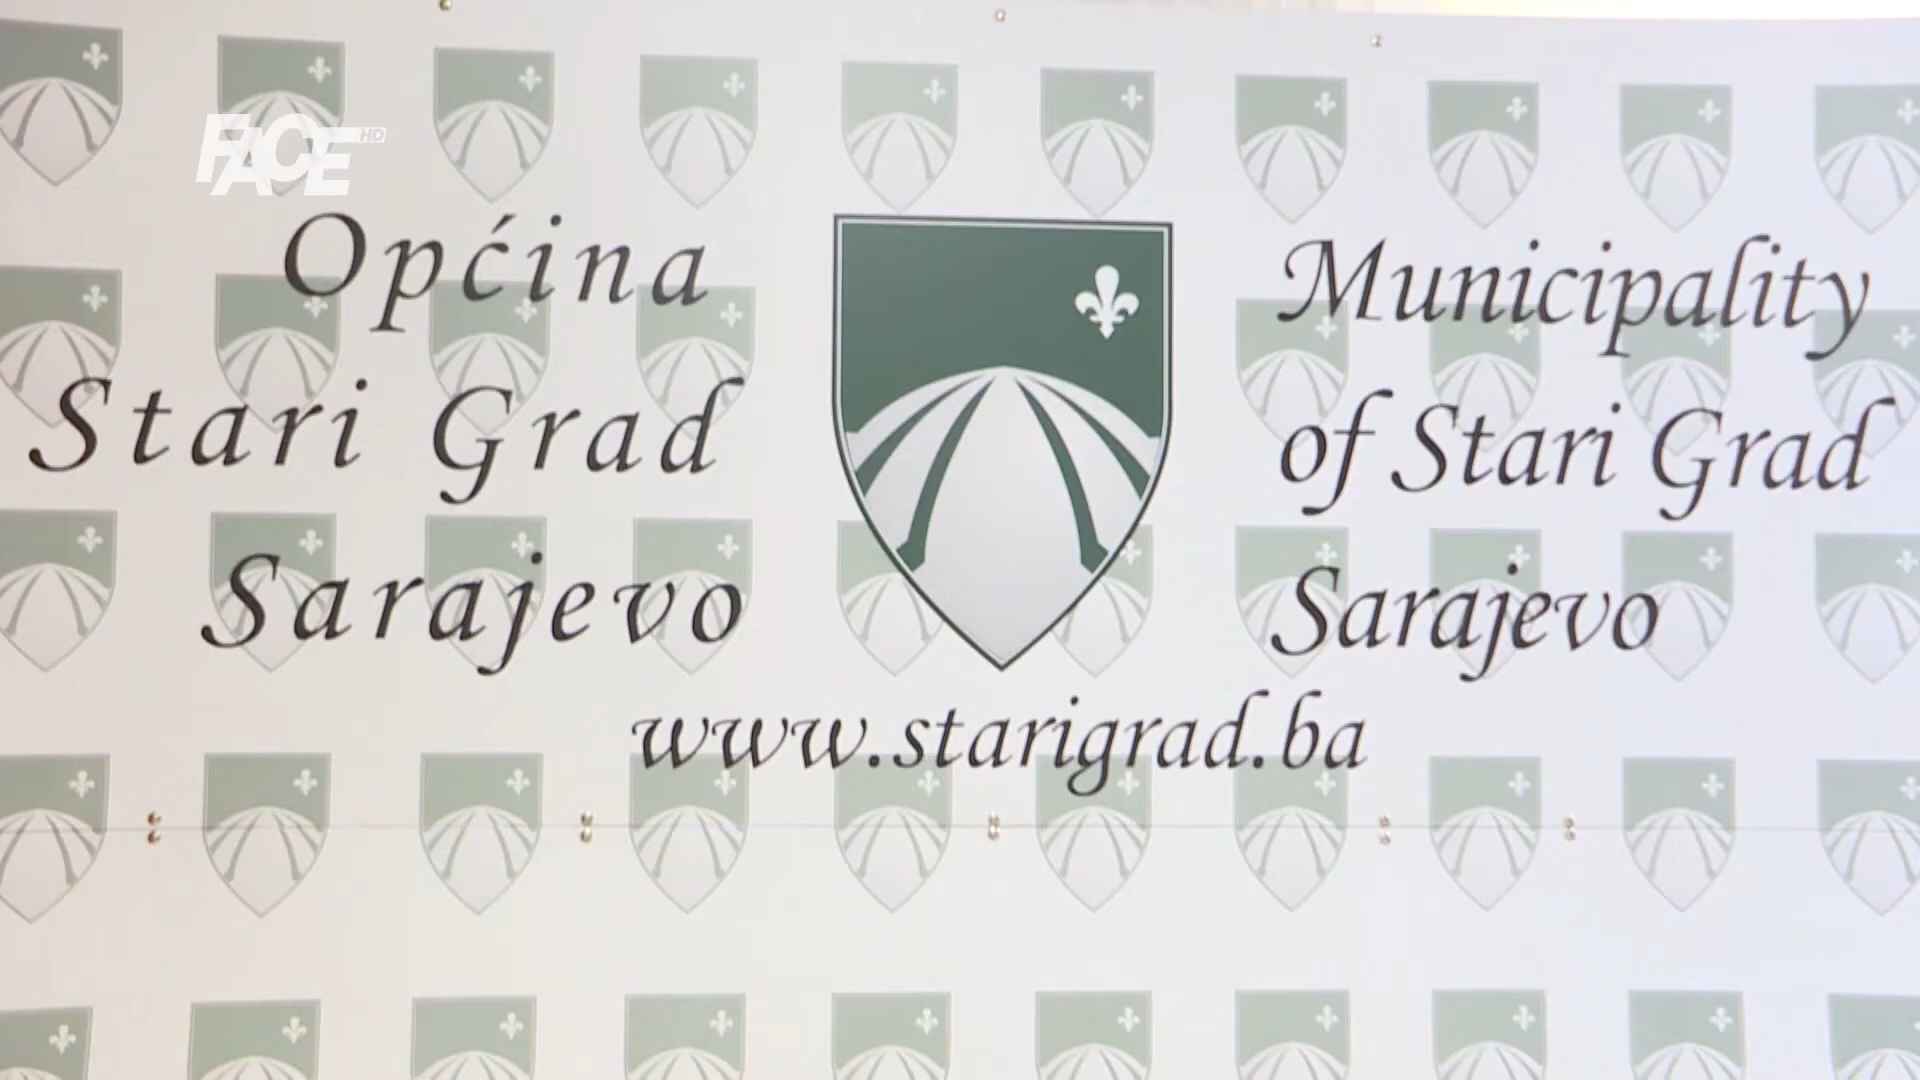 FACE HD
Općina
Stari Grad
Sarajevo
Municipality
of Stari Grad
Sarajevo
www.starigrad.ba